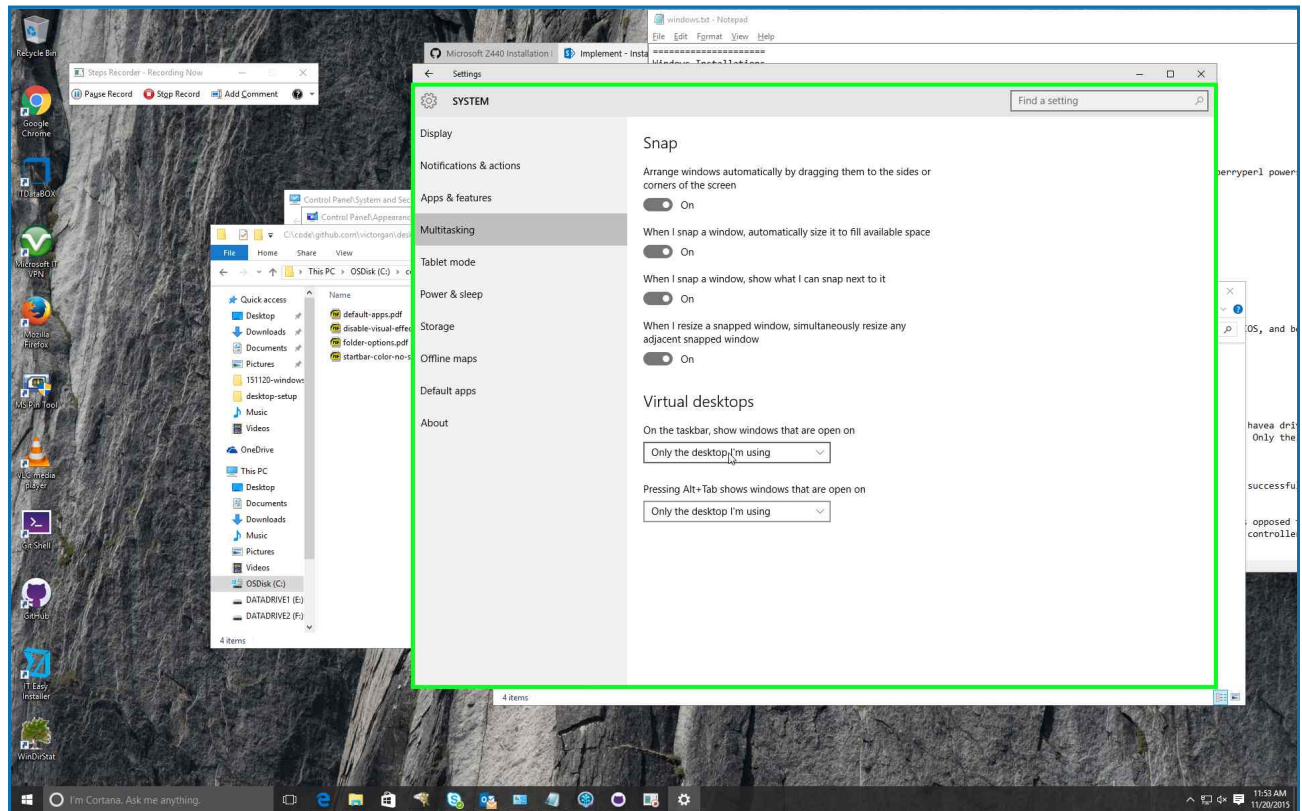 Recycle Bin
Google
Chrome
TDataBOX
Microsoft IT
VPN
Mozilla
Firefox
MS Pin Tool
VLC media
player
Git Shell
GitHub
IT Easy
Installer
WinDirStat
Steps Recorder - Recording Now
Pause Record
Stop Record
Add Comment
windows.txt - Notepad
File Edit Format View Help
=====================
Windows Installations
Microsoft Z440 Installation
Implement - Insta
Control Panel\System and Sec
Control Panel\Appearanc
C:\code\github.com\victorgan\desk
File Home Share View
This PC > OSDisk (C:) > co
Name
Quick access
Desktop
Downloads
Documents
Pictures
151120-windows
desktop-setup
Music
Videos
OneDrive
This PC
Desktop
Documents
Downloads
Music
Pictures
Videos
OSDisk (C:)
DATADRIVE1 (E:)
DATADRIVE2 (F:)
4 items
default-apps.pdf
disable-visual-effec
folder-options.pdf
startbar-color-no-s
Settings
SYSTEM
Find a setting
Display
Notifications & actions
Apps & features
Multitasking
Tablet mode
Power & sleep
Storage
Offline maps
Default apps
About
Snap
Arrange windows automatically by dragging them to the sides or
corners of the screen
On
When I snap a window, automatically size it to fill available space
On
When I snap a window, show what I can snap next to it
On
When I resize a snapped window, simultaneously resize any
adjacent snapped window
On
Virtual desktops
On the taskbar, show windows that are open on
Only the desktop I'm using
Pressing Alt+Tab shows windows that are open on
Only the desktop I'm using
4 items
berryperl power
OS, and b
havea dri
Only the
successfu
opposed
controlle
I'm Cortana. Ask me anything.
11:53 AM
11/20/2015